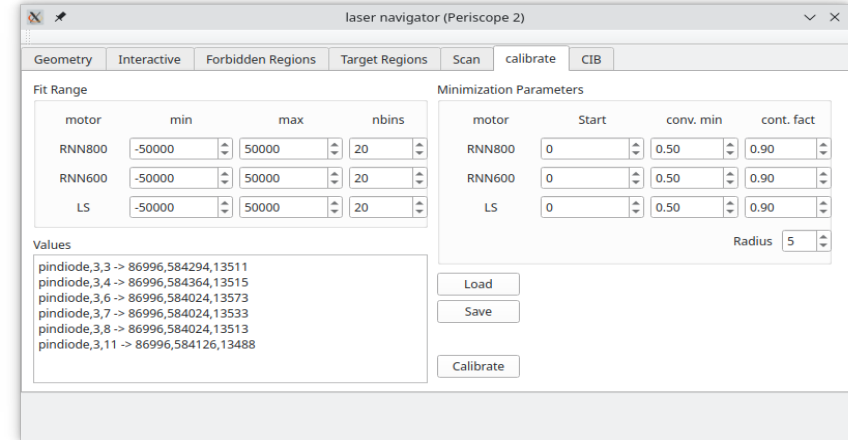 laser navigator (Periscope 2)
Geometry Interactive Forbidden Regions Target Regions Scan calibrate CIB
Fit Range
motor min max nbins
RNN800 -50000 50000 20
RNN600 -50000 50000 20
LS -50000 50000 20
Values
pindiode,3,3 -> 86996,584294,13511
pindiode,3,4 -> 86996,584364,13515
pindiode,3,6 -> 86996,584024,13573
pindiode,3,7 -> 86996,584024,13533
pindiode,3,8 -> 86996,584024,13513
pindiode,3,11 -> 86996,584126,13488
Minimization Parameters
motor Start conv. min cont. fact
RNN800 0 0.50 0.90
RNN600 0 0.50 0.90
LS 0 0.50 0.90
Radius 5
Load
Save
Calibrate